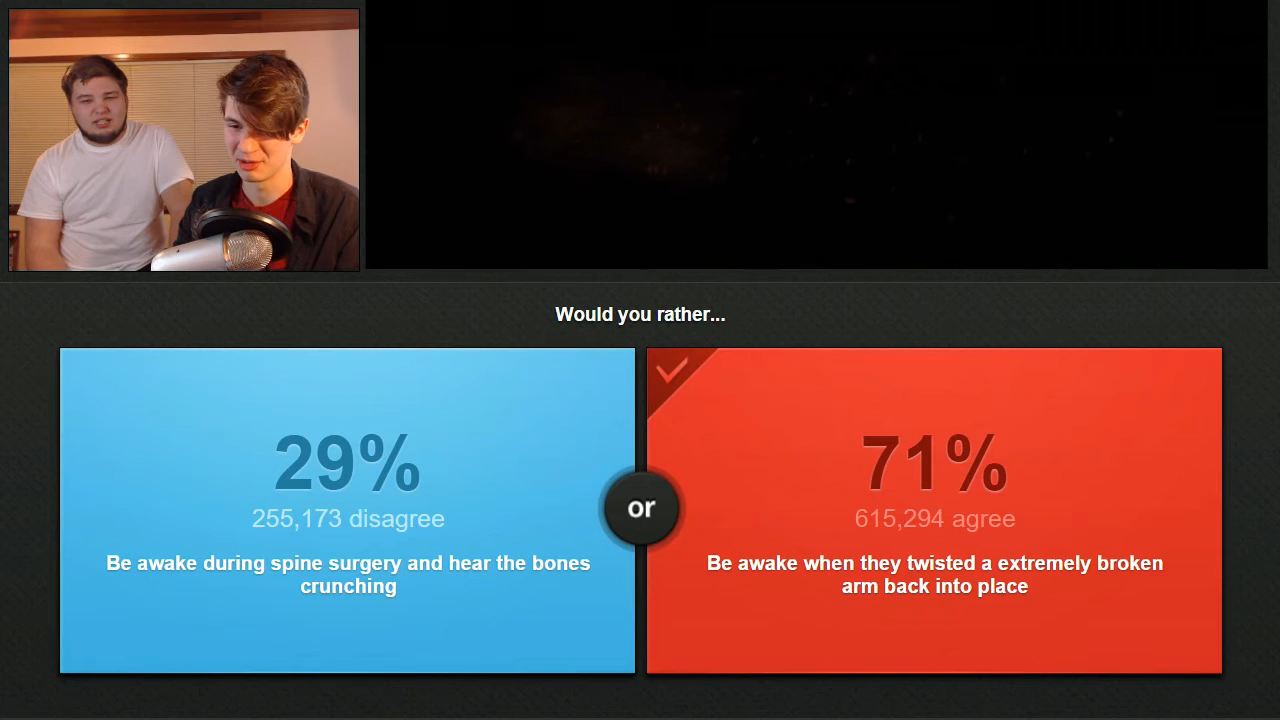 Would you rather...
29%
255,173 disagree
Be awake during spine surgery and hear the bones
crunching
or
71%
615,294 agree
Be awake when they twisted a extremely broken
arm back into place